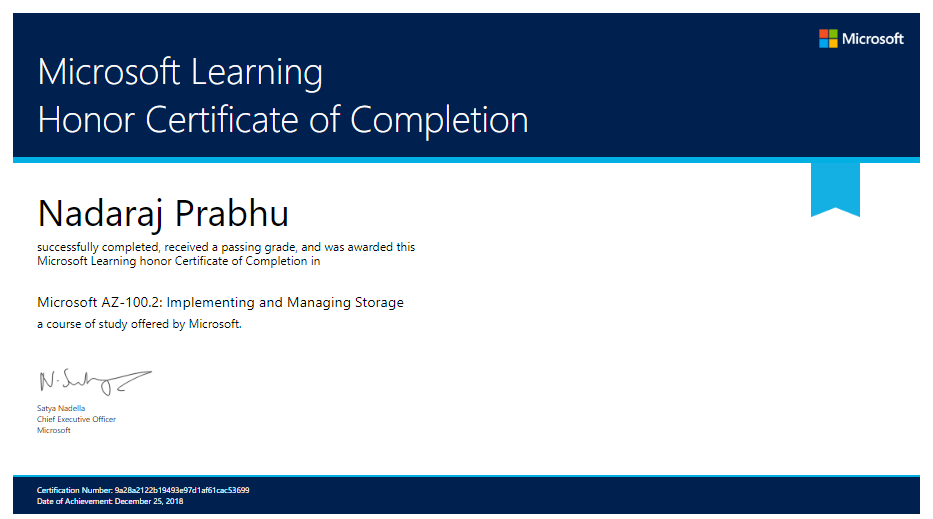 Microsoft
Microsoft Learning
Honor Certificate of Completion
Nadaraj Prabhu
successfully completed, received a passing grade, and was awarded this
Microsoft Learning honor Certificate of Completion in
Microsoft AZ-100.2: Implementing and Managing Storage
a course of study offered by Microsoft.
Satya Nadella
Chief Executive Officer
Microsoft
Certification Number: 9a28a2122b19493e97d1af61cac53699
Date of Achievement: December 25, 2018